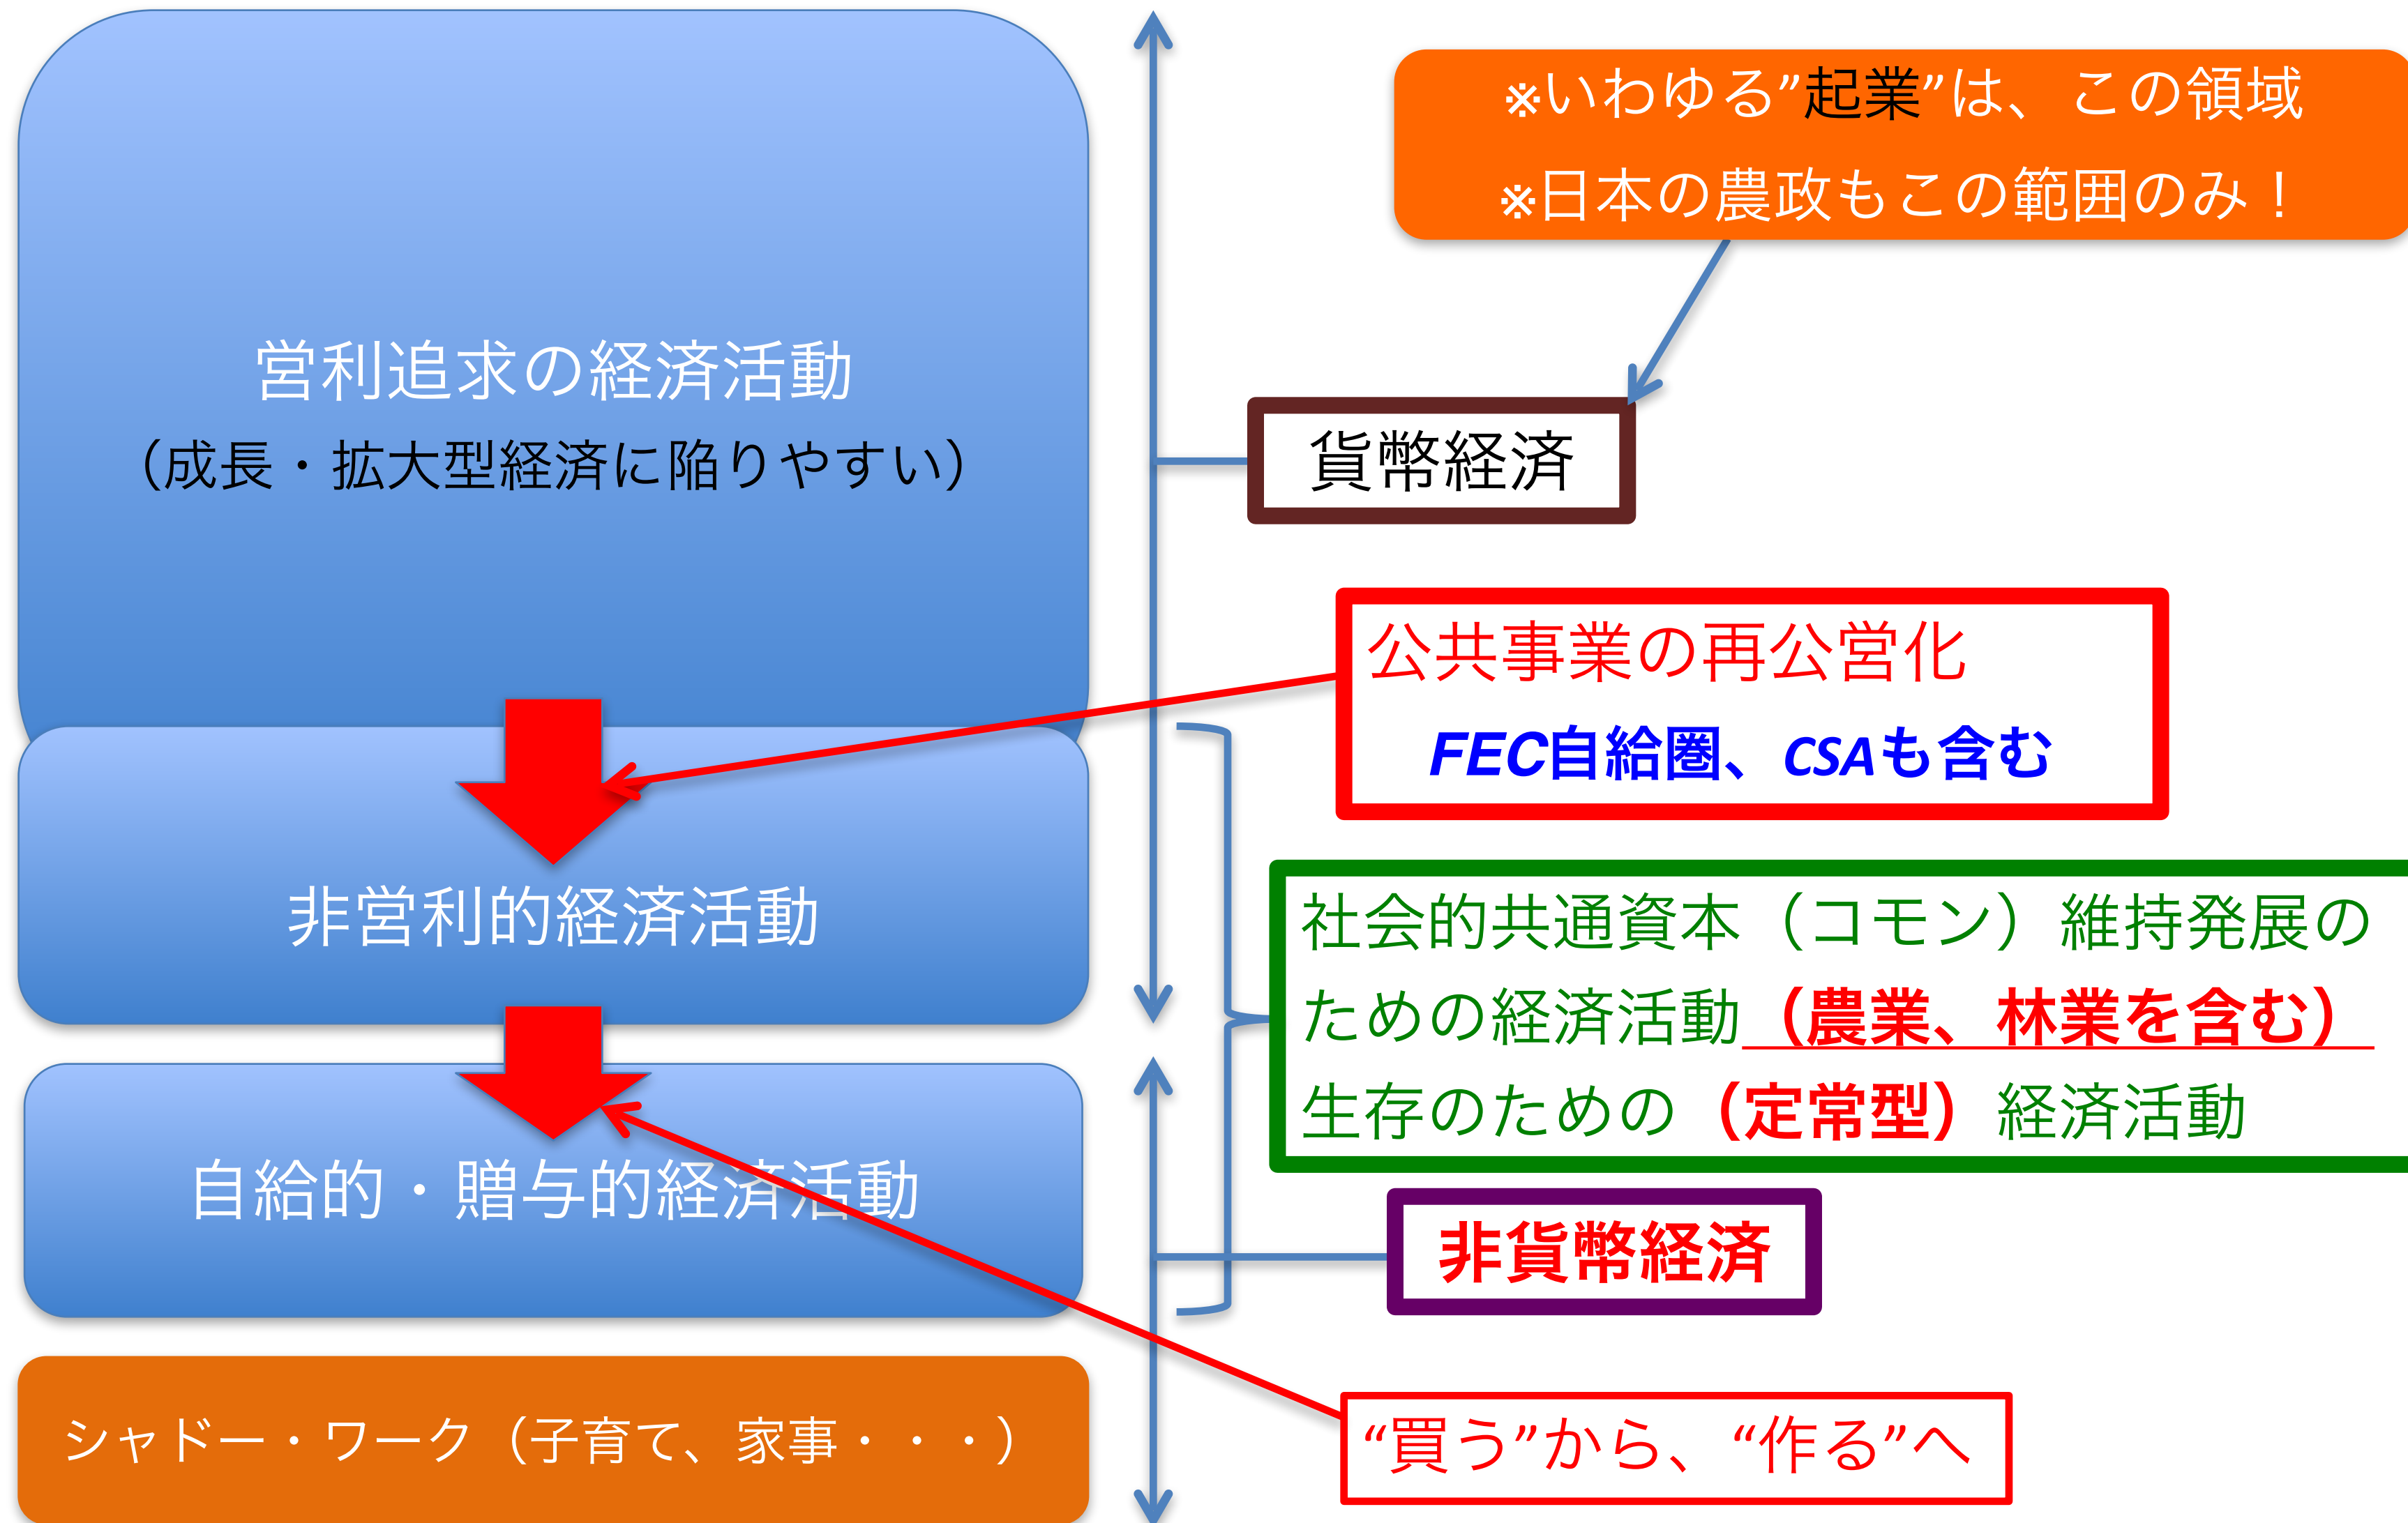 ※いわゆる”起業”は、この領域
※日本の農政もこの範囲のみ！
営利追求の経済活動
（成長・拡大型経済に陥りやすい）
貨幣経済
公共事業の再公営化
FEC自給圏、CSAも含む
非営利的経済活動
社会的共通資本（コモン）維持発展の
ための経済活動（農業、林業を含む）
生存のための（定常型）経済活動
自給的・贈与的経済活動
非貨幣経済
シャドー・ワーク（子育て、家事・・・）
“買う”から、“作る”へ